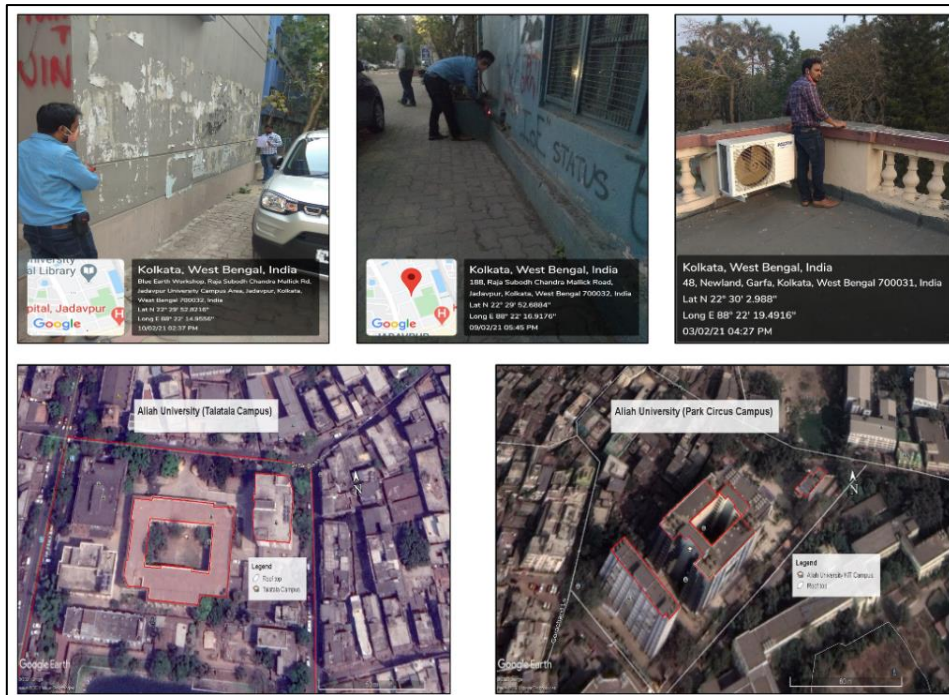 UIN
niversity
al Library
pital, Jadavpur
Google
Kolkata, West Bengal, India
Blue Earth Workshop, Raja Subodh Chandra Mallick Rd,
Jadavpur University Campus Area, Jadavpur, Kolkata,
West Bengal 700032, India
Lat N 22° 29' 52.8216"
Long E 88° 22' 14.9556"
10/02/21 02:37 PM
STATUS
Google
Kolkata, West Bengal, India
188, Raja Subodh Chandra Mallick Road,
Jadavpur, Kolkata, West Bengal 700032, India
Lat N 22° 29' 52.6884"
Long E 88° 22' 16.9176"
09/02/21 05:45 PM
Kolkata, West Bengal, India
48, Newland, Garfa, Kolkata, West Bengal 700031, India
Lat N 22° 30' 2.988"
Long E 88° 22' 19.4916"
03/02/21 04:27 PM
Aliah University (Talatala Campus)
N
Legend
Talatala Campus
Google Earth
Aliah University (Park Circus Campus)
N
Legend
Aliah University Campus
Google Earth